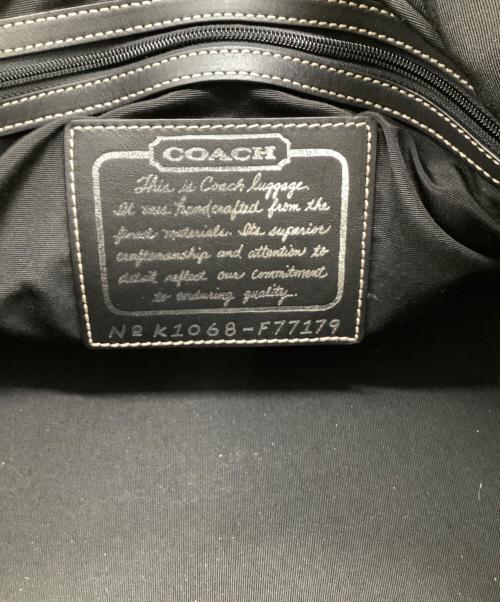 COACH
This is Coach luggage.
It was handcrafted from the
finest materials. Its superior
craftsmanship and attention to
detail reflect our commitment
to enduring quality.
Nº K1068-F77179